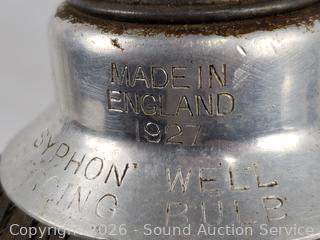 MADE IN
ENGLAND
1927
SYPHON' WELL
BULB
Copyright 2026 - Sound Auction Service